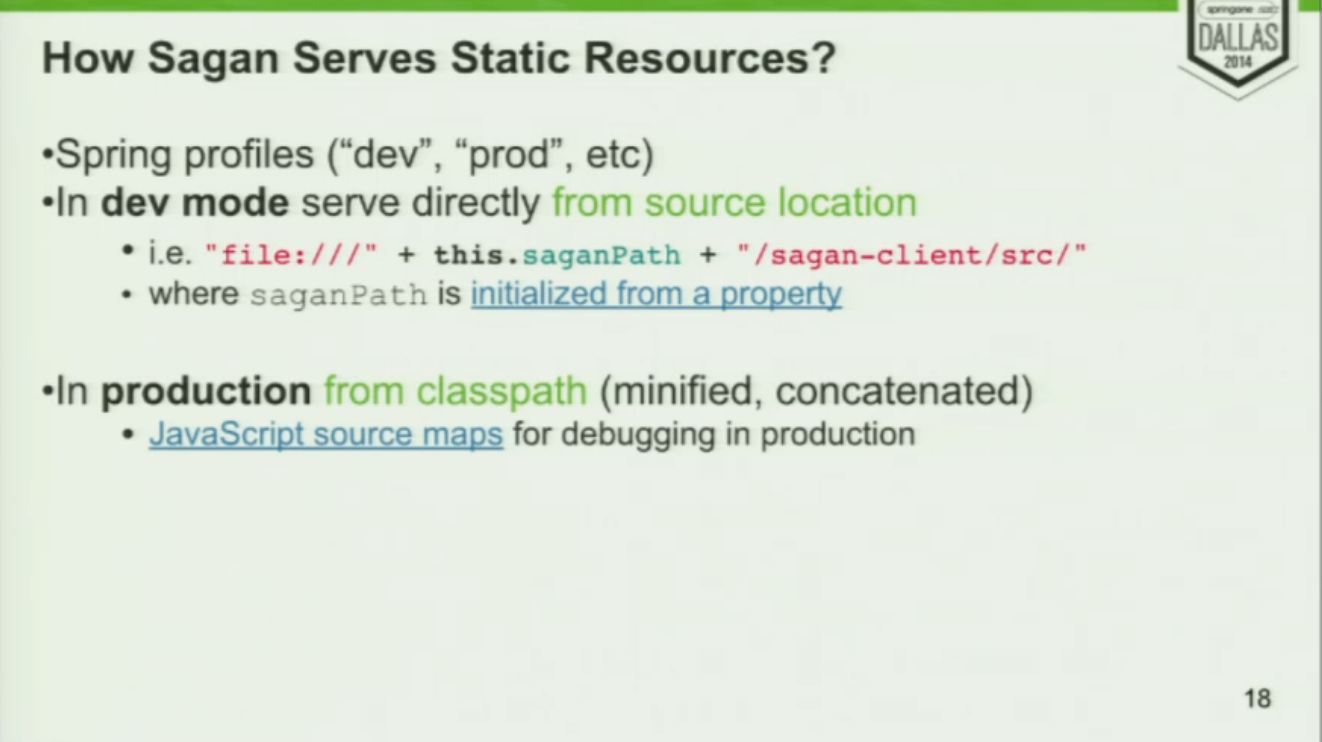 springone 2GX
DALLAS
2014
How Sagan Serves Static Resources?
•Spring profiles (“dev”, “prod”, etc)
•In dev mode serve directly from source location
• i.e. "file:///" + this.saganPath + "/sagan-client/src/"
• where saganPath is initialized from a property
•In production from classpath (minified, concatenated)
• JavaScript source maps for debugging in production
18